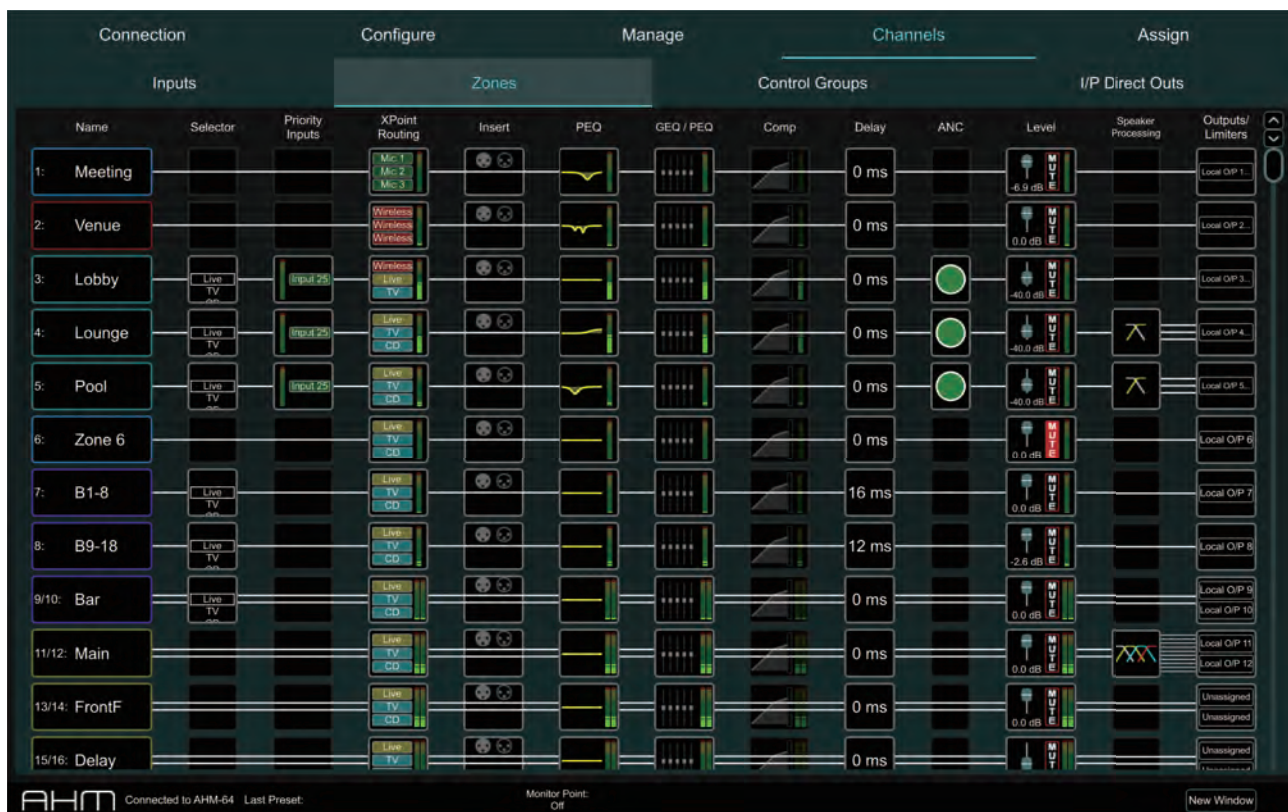 Connection Configure Manage Channels Assign
Inputs Zones Control Groups I/P Direct Outs
Name Selector Priority Inputs XPoint Routing Insert PEQ GEQ / PEQ Comp Delay ANC Level Speaker Processing Outputs/ Limiters
1: Meeting Mic 1 Mic 2 Mic 3 0 ms -6.9 dB MUTE Local O/P 1...
2: Venue Wireless Wireless Wireless 0 ms 0.0 dB MUTE Local O/P 2...
3: Lobby Live TV Input 25 Wireless Live TV 0 ms -40.0 dB MUTE Local O/P 3...
4: Lounge Live TV Input 25 Live TV CD 0 ms -40.0 dB MUTE Local O/P 4...
5: Pool Live TV Input 25 Live TV CD 0 ms -40.0 dB MUTE Local O/P 5...
6: Zone 6 Live TV CD 0 ms 0.0 dB MUTE Local O/P 6
7: B1-8 Live TV Live TV CD 16 ms 0.0 dB MUTE Local O/P 7
8: B9-18 Live TV Live TV CD 12 ms -2.6 dB MUTE Local O/P 8
9/10: Bar Live TV Live TV CD 0 ms 0.0 dB MUTE Local O/P 9 Local O/P 10
11/12: Main Live TV CD 0 ms 0.0 dB MUTE Local O/P 11 Local O/P 12
13/14: FrontF Live TV CD 0 ms 0.0 dB MUTE Unassigned Unassigned
15/16: Delay Live TV 0 ms Unassigned
AHM Connected to AHM-64 Last Preset: Monitor Point: Off New Window